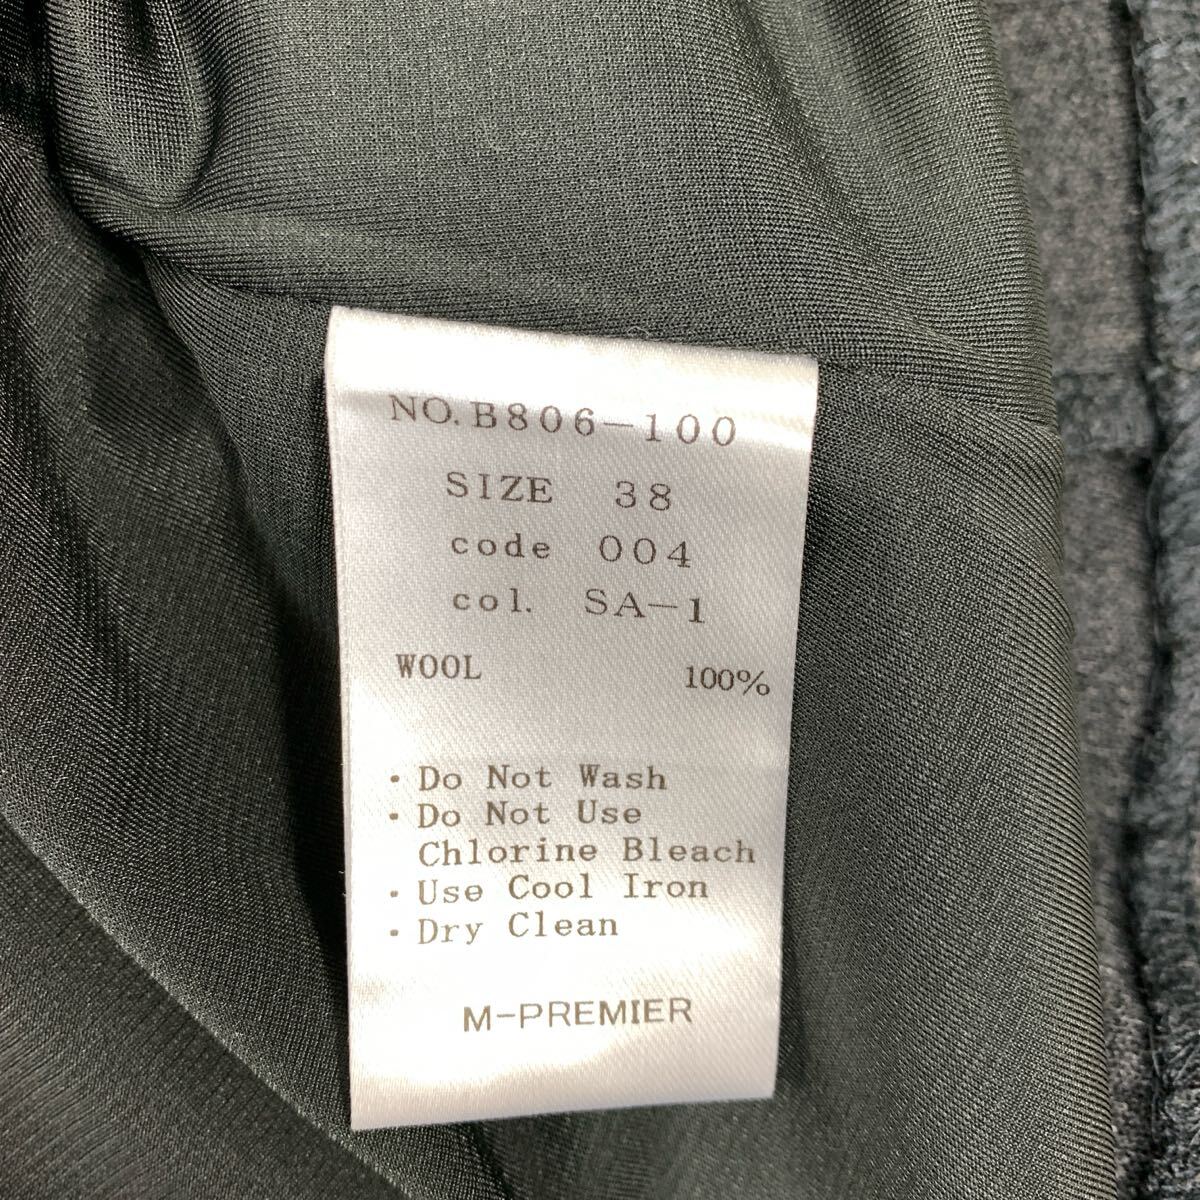 NO.B806-100
SIZE 38
code 004
col. SA-1
WOOL 100%
・Do Not Wash
・Do Not Use
Chlorine Bleach
・Use Cool Iron
・Dry Clean
M-PREMIER